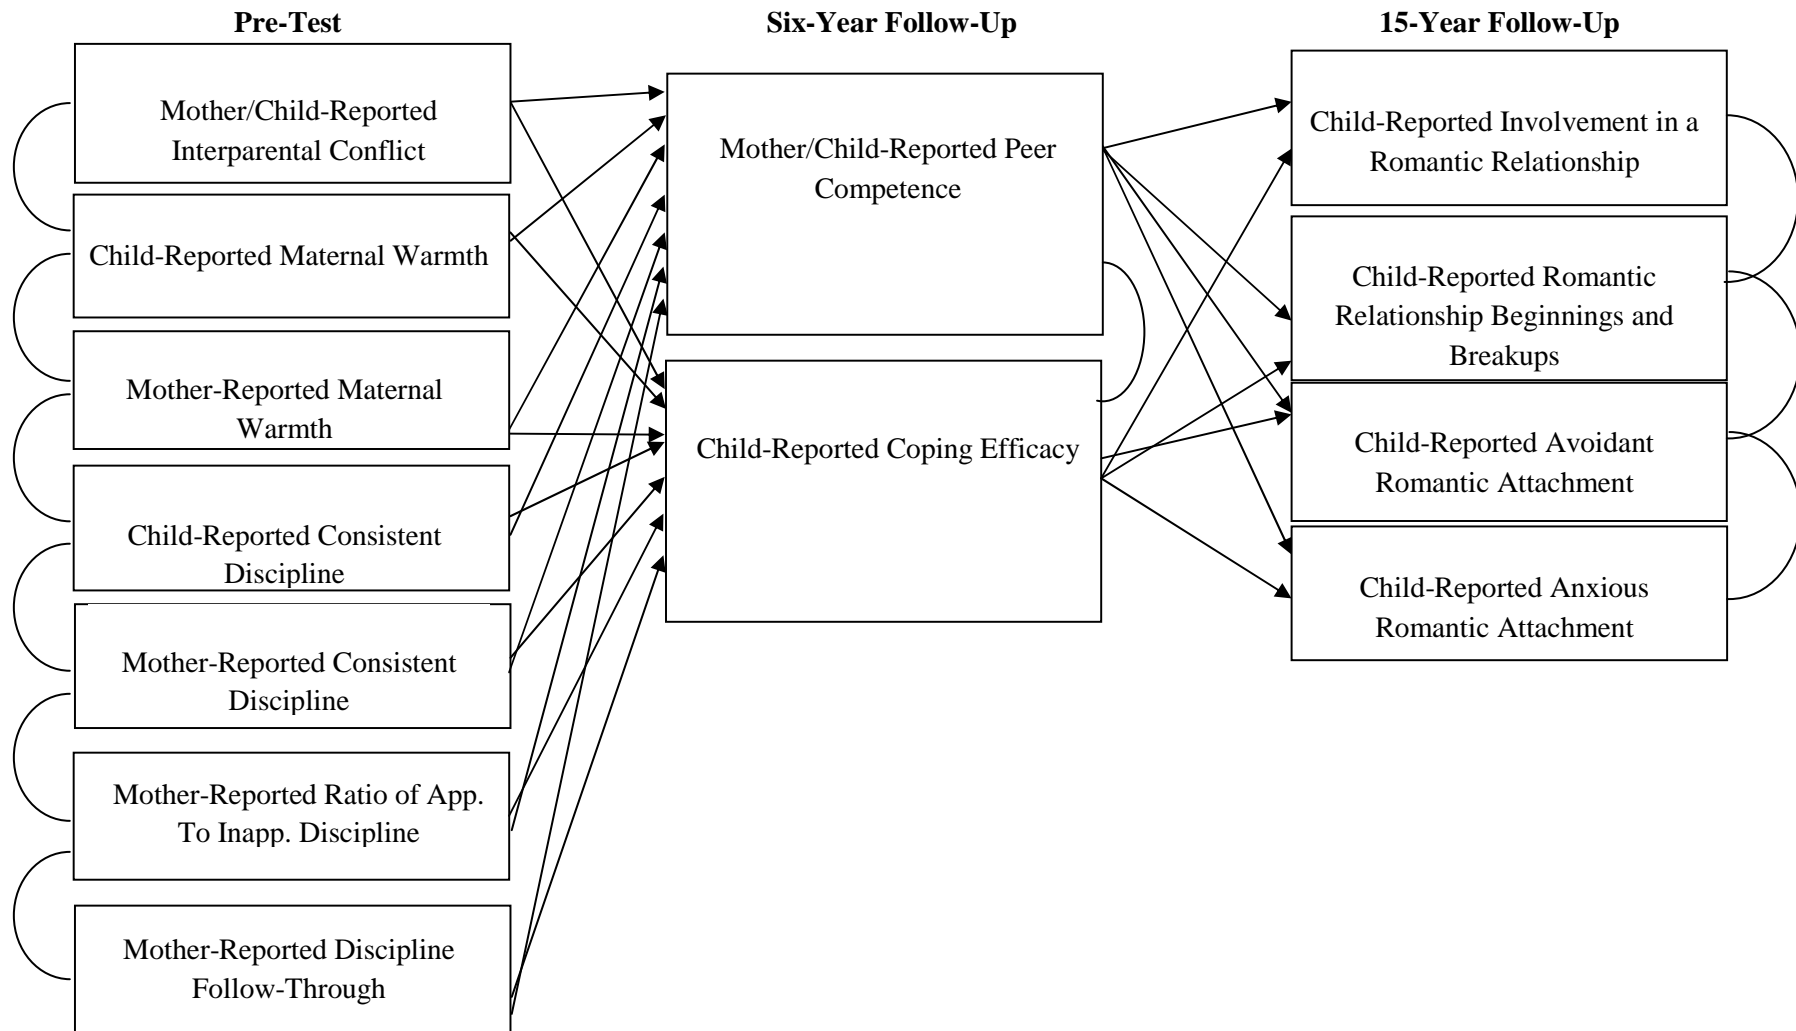 Pre-Test
Six-Year Follow-Up
15-Year Follow-Up
Mother/Child-Reported
Interparental Conflict
Child-Reported Maternal Warmth
Mother-Reported Maternal
Warmth
Child-Reported Consistent
Discipline
Mother-Reported Consistent
Discipline
Mother-Reported Ratio of App.
To Inapp. Discipline
Mother-Reported Discipline
Follow-Through
Mother/Child-Reported Peer
Competence
Child-Reported Coping Efficacy
Child-Reported Involvement in a
Romantic Relationship
Child-Reported Romantic
Relationship Beginnings and
Breakups
Child-Reported Avoidant
Romantic Attachment
Child-Reported Anxious
Romantic Attachment